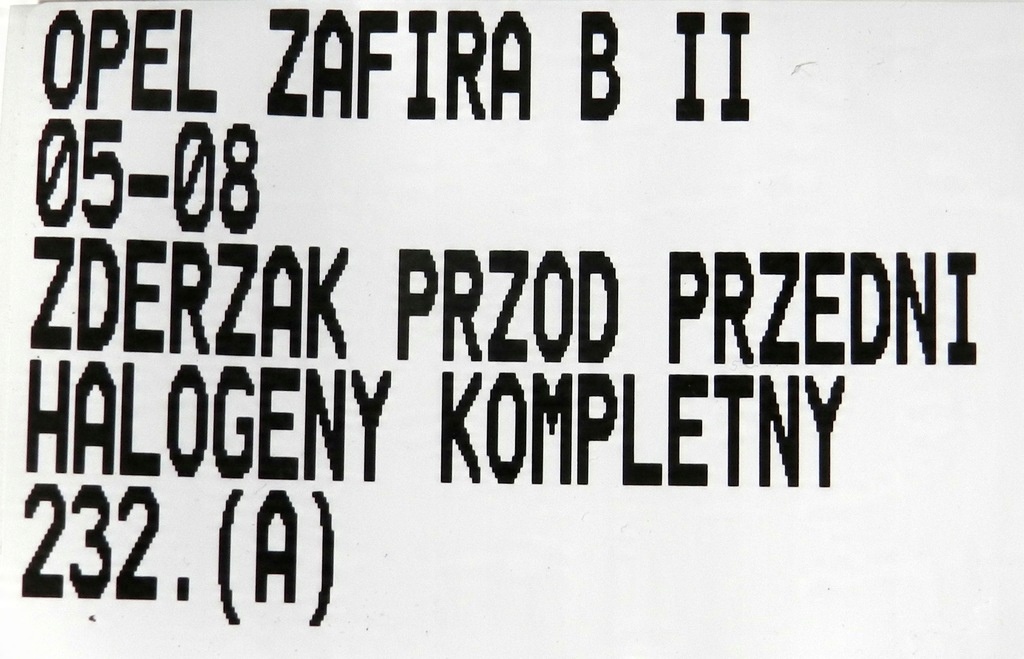 OPEL ZAFIRA B II
05-08
ZDERZAK PRZOD PRZEDNI
HALOGENY KOMPLETNY
232.(A)